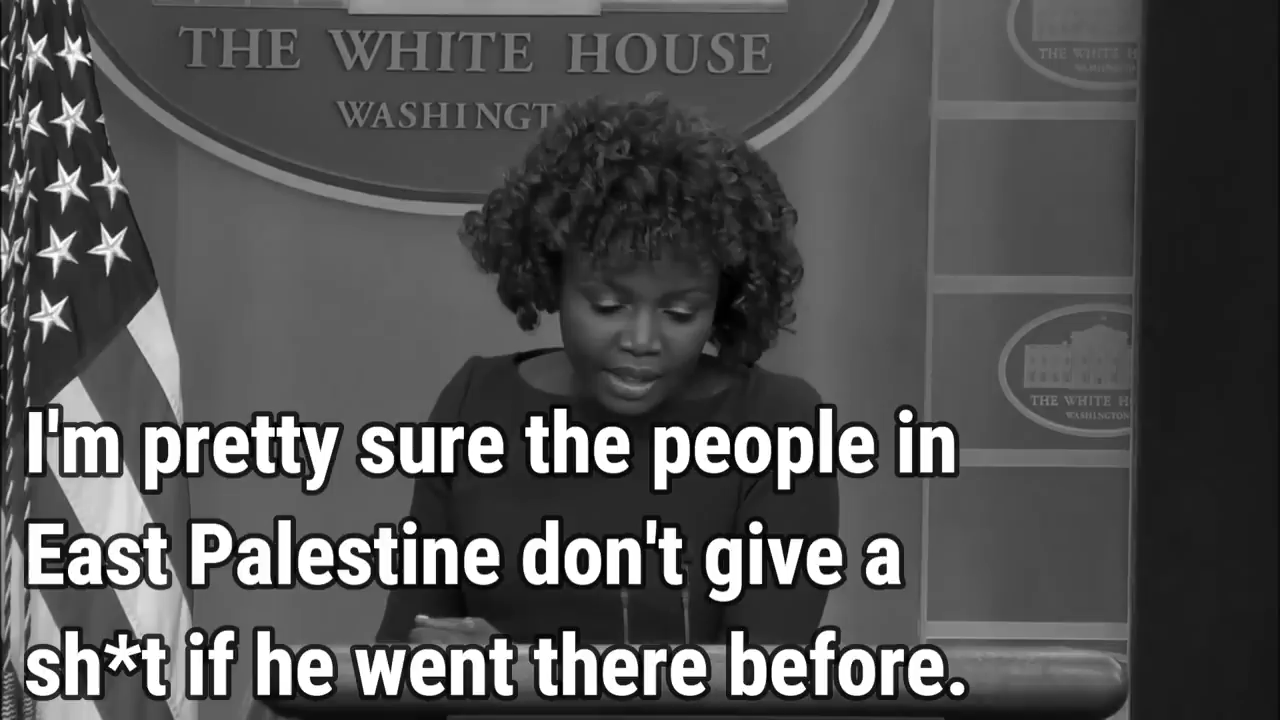 THE WHITE HOUSE
WASHINGT
THE WHITE H
THE WHITE H
WASHINGTON
I'm pretty sure the people in
East Palestine don't give a
sh*t if he went there before.